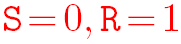 S = 0, R = 1